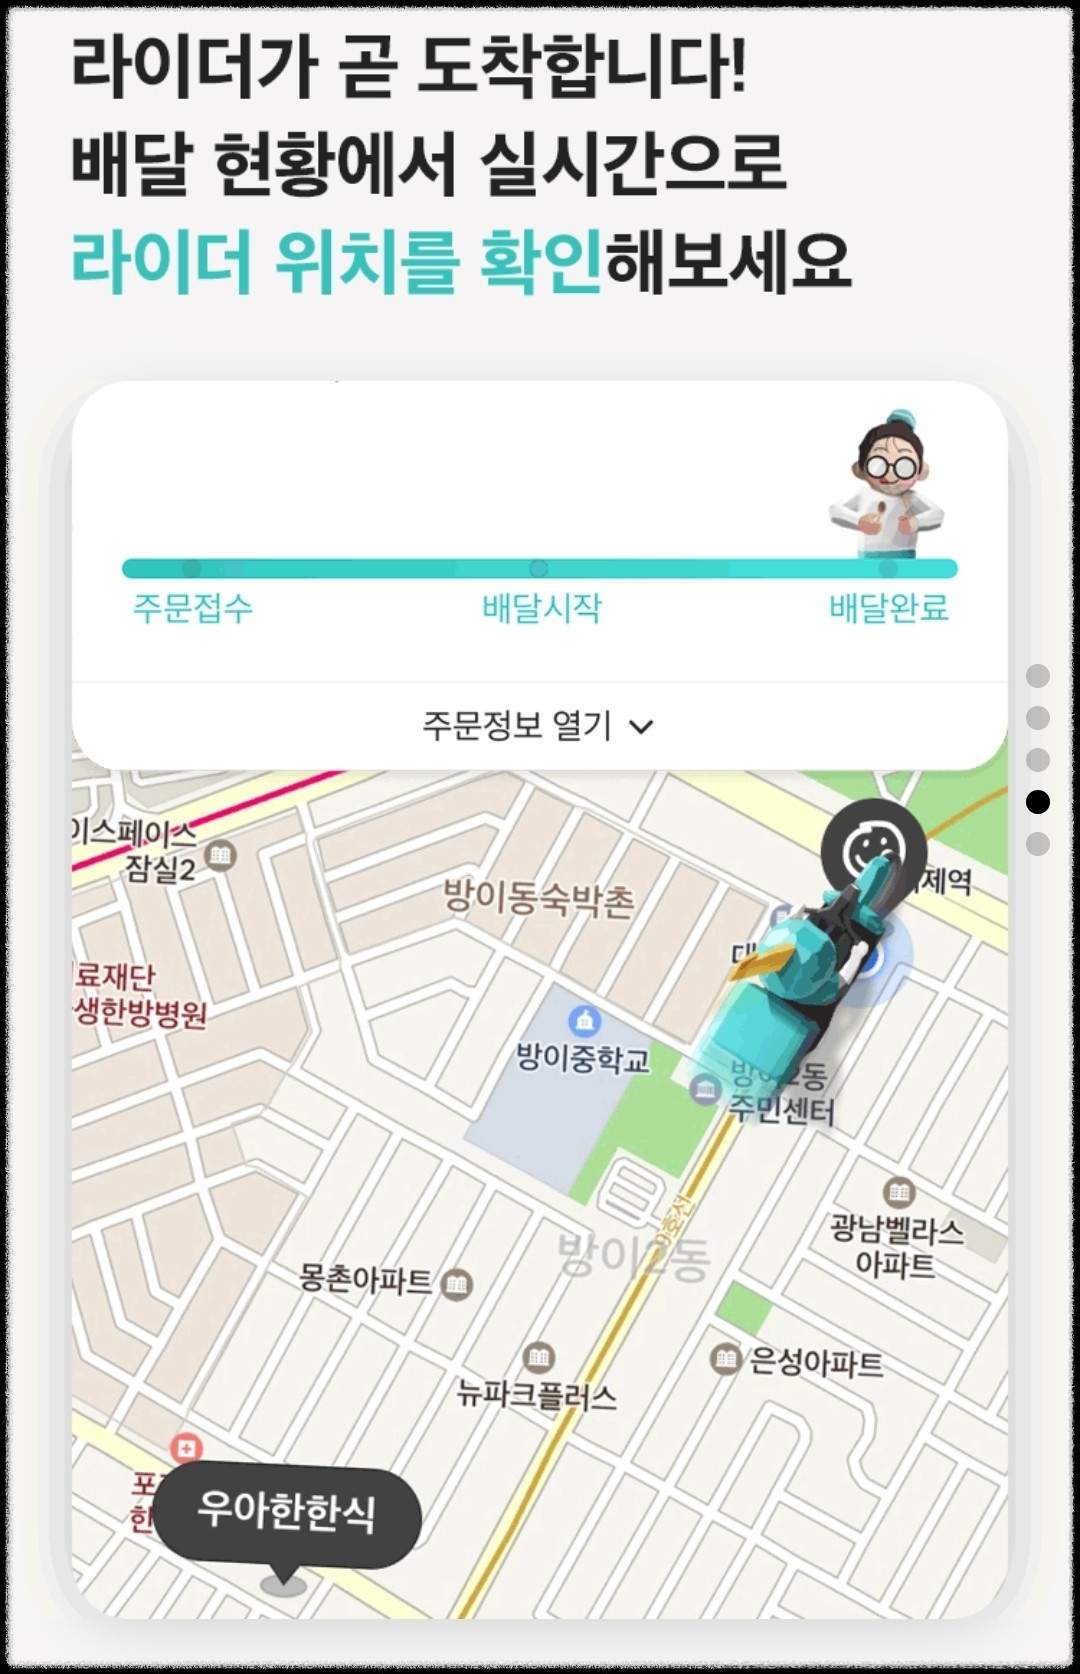 라이더가 곧 도착합니다!
배달 현황에서 실시간으로
라이더 위치를 확인해보세요
주문접수
배달시작
배달완료
주문정보 열기
이스페이스
잠실2
방이동숙박촌
제역
료재단
생한방병원
방이중학교
방이2동
주민센터
9호선
방이2동
광남벨라스
아파트
몽촌아파트
은성아파트
뉴파크플러스
우아한한식